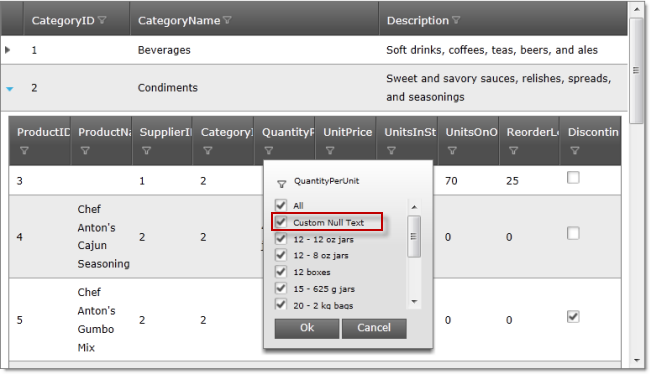 CategoryID CategoryName Description
1 Beverages Soft drinks, coffees, teas, beers, and ales
2 Condiments Sweet and savory sauces, relishes, spreads,
and seasonings
ProductID ProductNa SupplierII CategoryI QuantityP UnitPrice UnitsInSt UnitsOnO ReorderLe Discontin
3 1 2 70 25
QuantityPerUnit
All
Custom Null Text
12 - 12 oz jars
12 - 8 oz jars
12 boxes
15 - 625 g jars
20 - 2 kg bags
Ok Cancel
4 Chef
Anton's
Cajun
Seasoning 2 2 0 0
5 Chef
Anton's
Gumbo
Mix 2 2 0 0